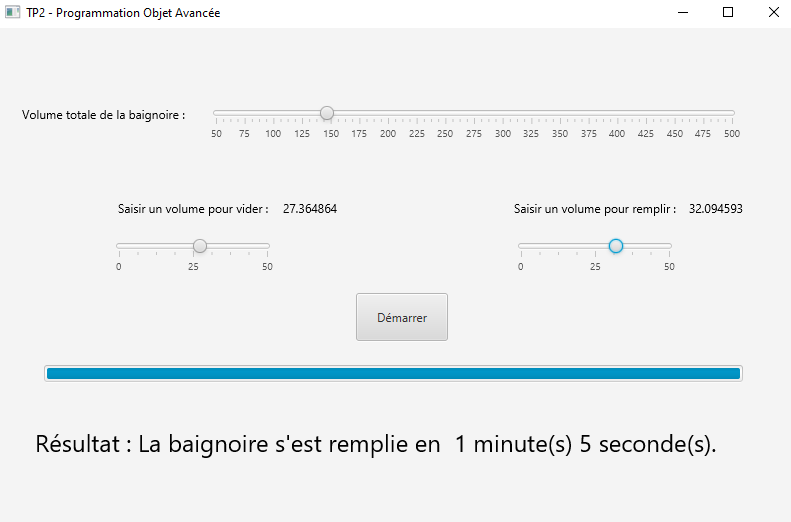 TP2 - Programmation Objet Avancée
Volume totale de la baignoire :
50 75 100 125 150 175 200 225 250 275 300 325 350 375 400 425 450 475 500
Saisir un volume pour vider : 27.364864 Saisir un volume pour remplir : 32.094593
0 25 50 0 25 50
Démarrer
Résultat : La baignoire s'est remplie en  1 minute(s) 5 seconde(s).